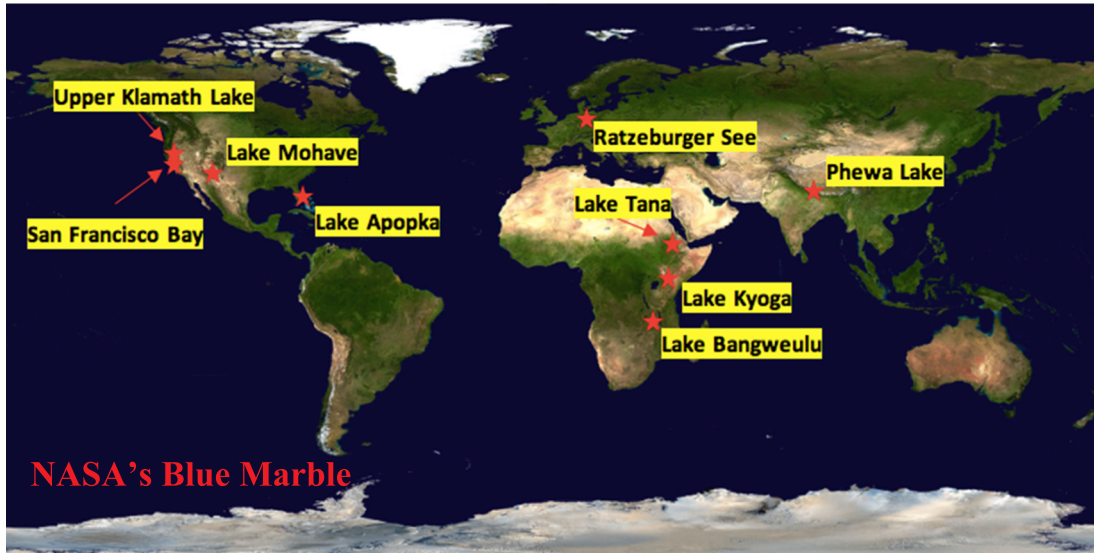 Upper Klamath Lake
Ratzeburger See
Lake Mohave
Phewa Lake
Lake Tana
Lake Apopka
San Francisco Bay
Lake Kyoga
Lake Bangweulu
NASA's Blue Marble